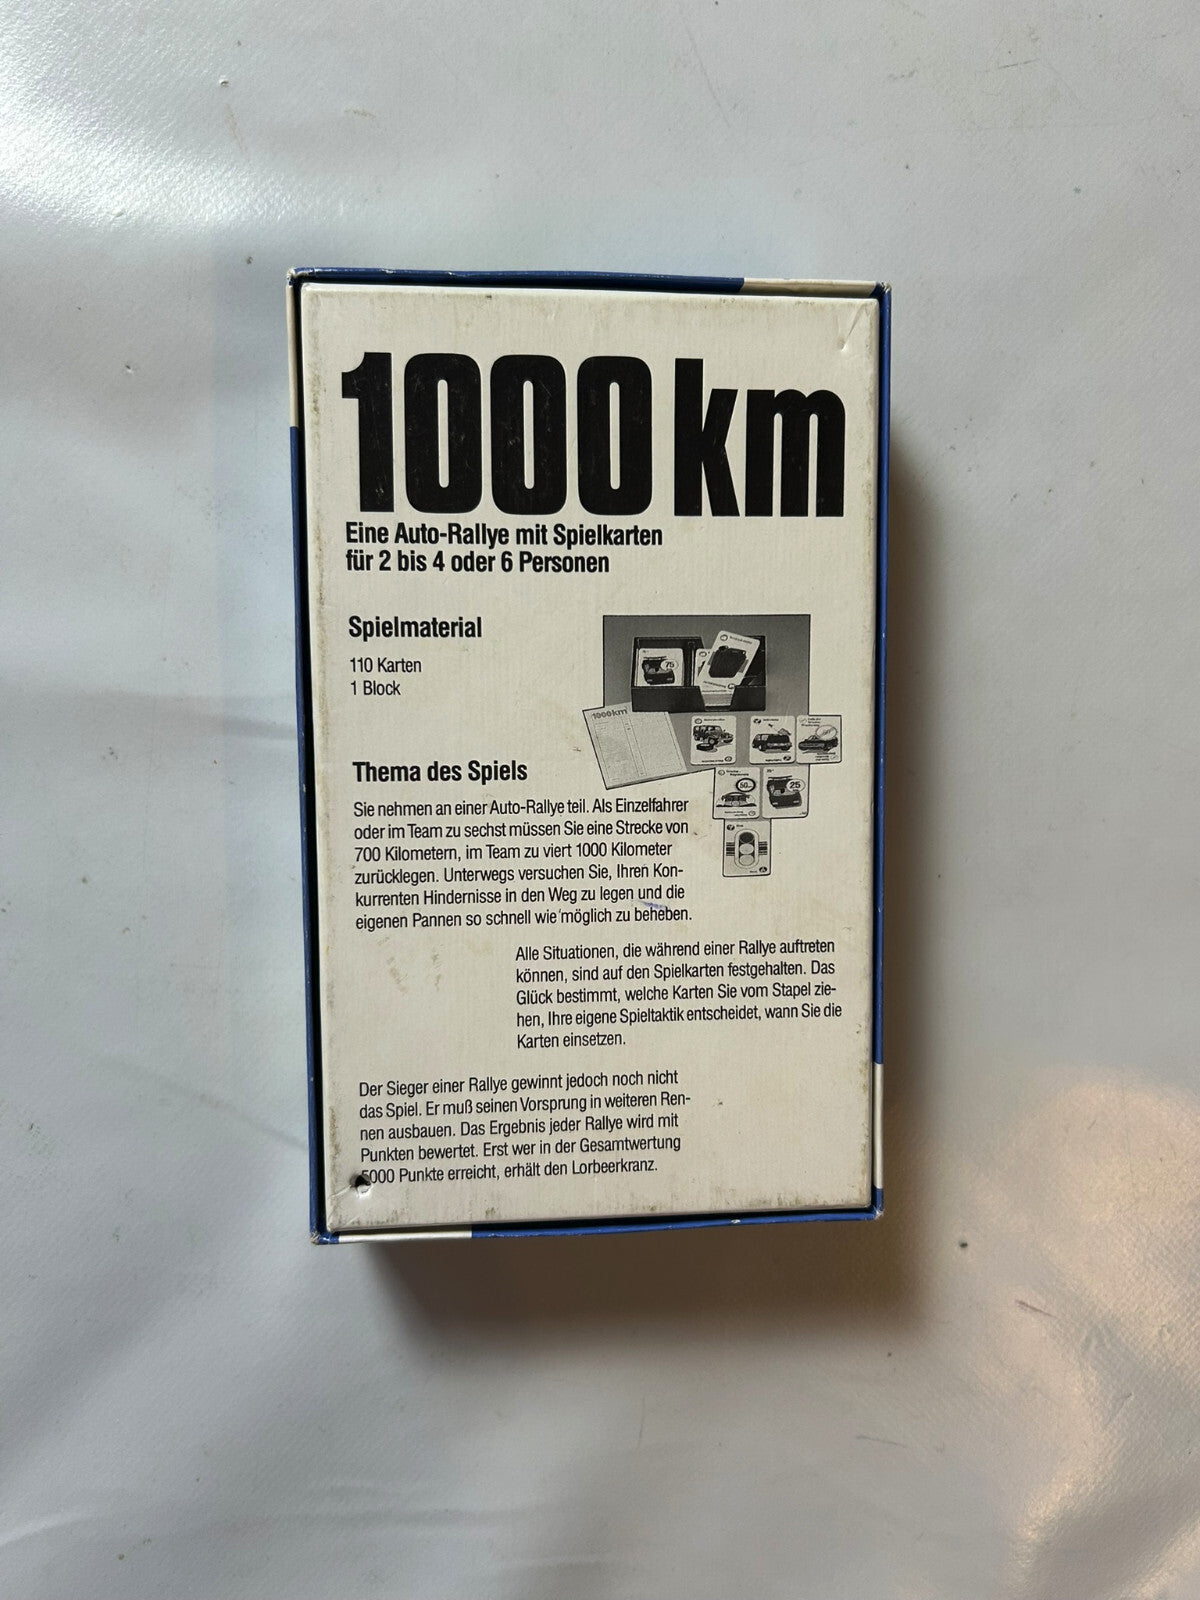 1000 km
Eine Auto-Rallye mit Spielkarten
für 2 bis 4 oder 6 Personen
Spielmaterial
110 Karten
1 Block
75
1000 km
50
25
Thema des Spiels
Sie nehmen an einer Auto-Rallye teil. Als Einzelfahrer
oder im Team zu sechst müssen Sie eine Strecke von
700 Kilometern, im Team zu viert 1000 Kilometer
zurücklegen. Unterwegs versuchen Sie, Ihren Kon-
kurrenten Hindernisse in den Weg zu legen und die
eigenen Pannen so schnell wie möglich zu beheben.
Alle Situationen, die während einer Rallye auftreten
können, sind auf den Spielkarten festgehalten. Das
Glück bestimmt, welche Karten Sie vom Stapel zie-
hen, Ihre eigene Spieltaktik entscheidet, wann Sie die
Karten einsetzen.
Der Sieger einer Rallye gewinnt jedoch noch nicht
das Spiel. Er muß seinen Vorsprung in weiteren Ren-
nen ausbauen. Das Ergebnis jeder Rallye wird mit
Punkten bewertet. Erst wer in der Gesamtwertung
5000 Punkte erreicht, erhält den Lorbeerkranz.